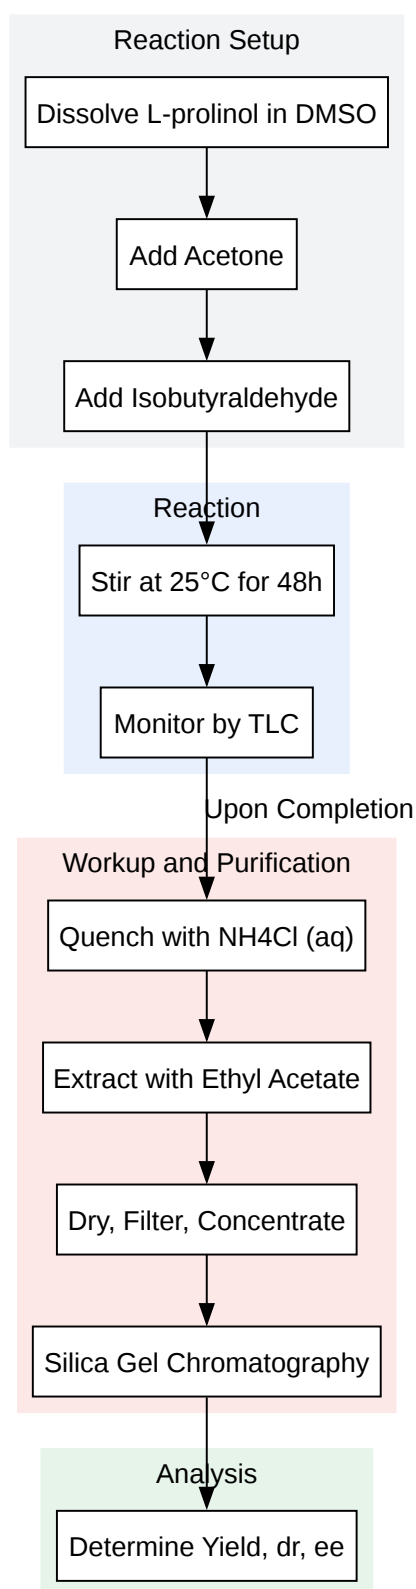 Reaction Setup
Dissolve L-prolinol in DMSO
Add Acetone
Add Isobutyraldehyde
Reaction
Stir at 25°C for 48h
Monitor by TLC
Upon Completion
Workup and Purification
Quench with NH4Cl (aq)
Extract with Ethyl Acetate
Dry, Filter, Concentrate
Silica Gel Chromatography
Analysis
Determine Yield, dr, ee